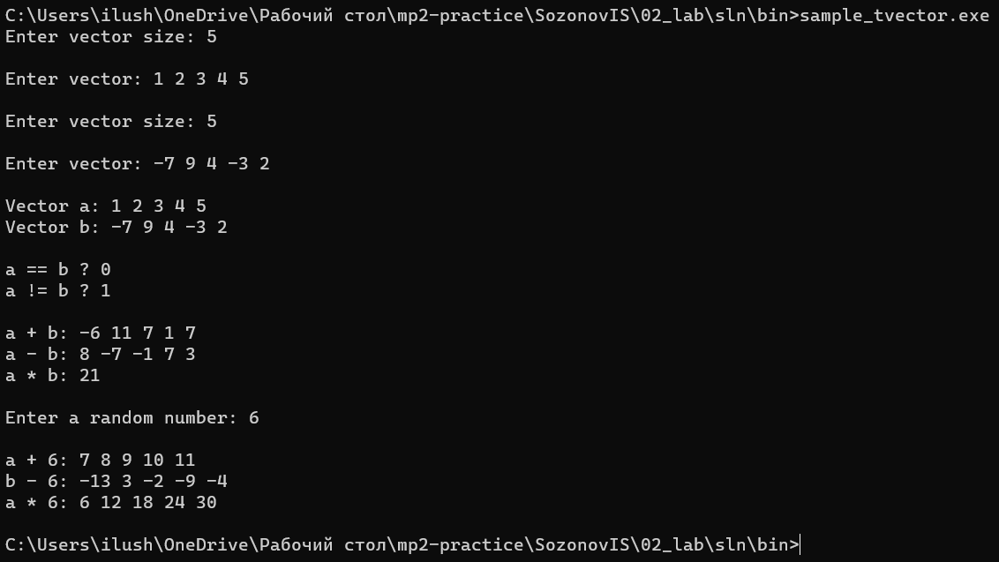 C:\Users\ilush\OneDrive\Рабочий стол\mp2-practice\SozonovIS\02_lab\sln\bin>sample_tvector.exe
Enter vector size: 5
Enter vector: 1 2 3 4 5
Enter vector size: 5
Enter vector: -7 9 4 -3 2
Vector a: 1 2 3 4 5
Vector b: -7 9 4 -3 2
a == b ? 0
a != b ? 1
a + b: -6 11 7 1 7
a - b: 8 -7 -1 7 3
a * b: 21
Enter a random number: 6
a + 6: 7 8 9 10 11
b - 6: -13 3 -2 -9 -4
a * 6: 6 12 18 24 30
C:\Users\ilush\OneDrive\Рабочий стол\mp2-practice\SozonovIS\02_lab\sln\bin>